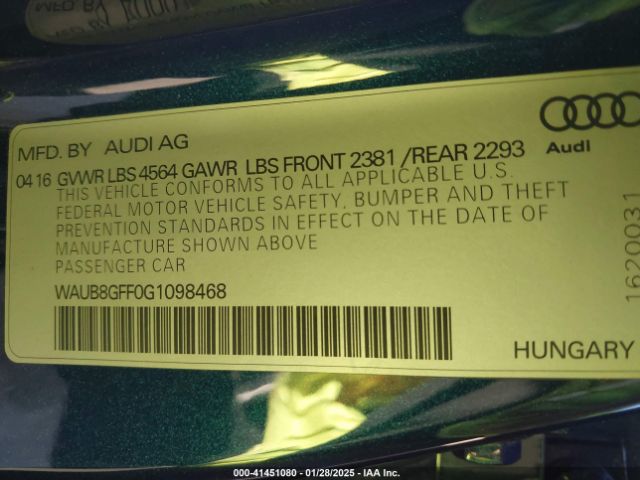 MFD. BY AUDI AG
Audi
04 16 GVWR LBS 4564 GAWR LBS FRONT 2381 /REAR 2293
THIS VEHICLE CONFORMS TO ALL APPLICABLE U.S.
FEDERAL MOTOR VEHICLE SAFETY, BUMPER AND THEFT
PREVENTION STANDARDS IN EFFECT ON THE DATE OF
MANUFACTURE SHOWN ABOVE
PASSENGER CAR
WAUB8GFF0G1098468
1620031
HUNGARY
000-41451080 - 01/28/2025 - IAA Inc.